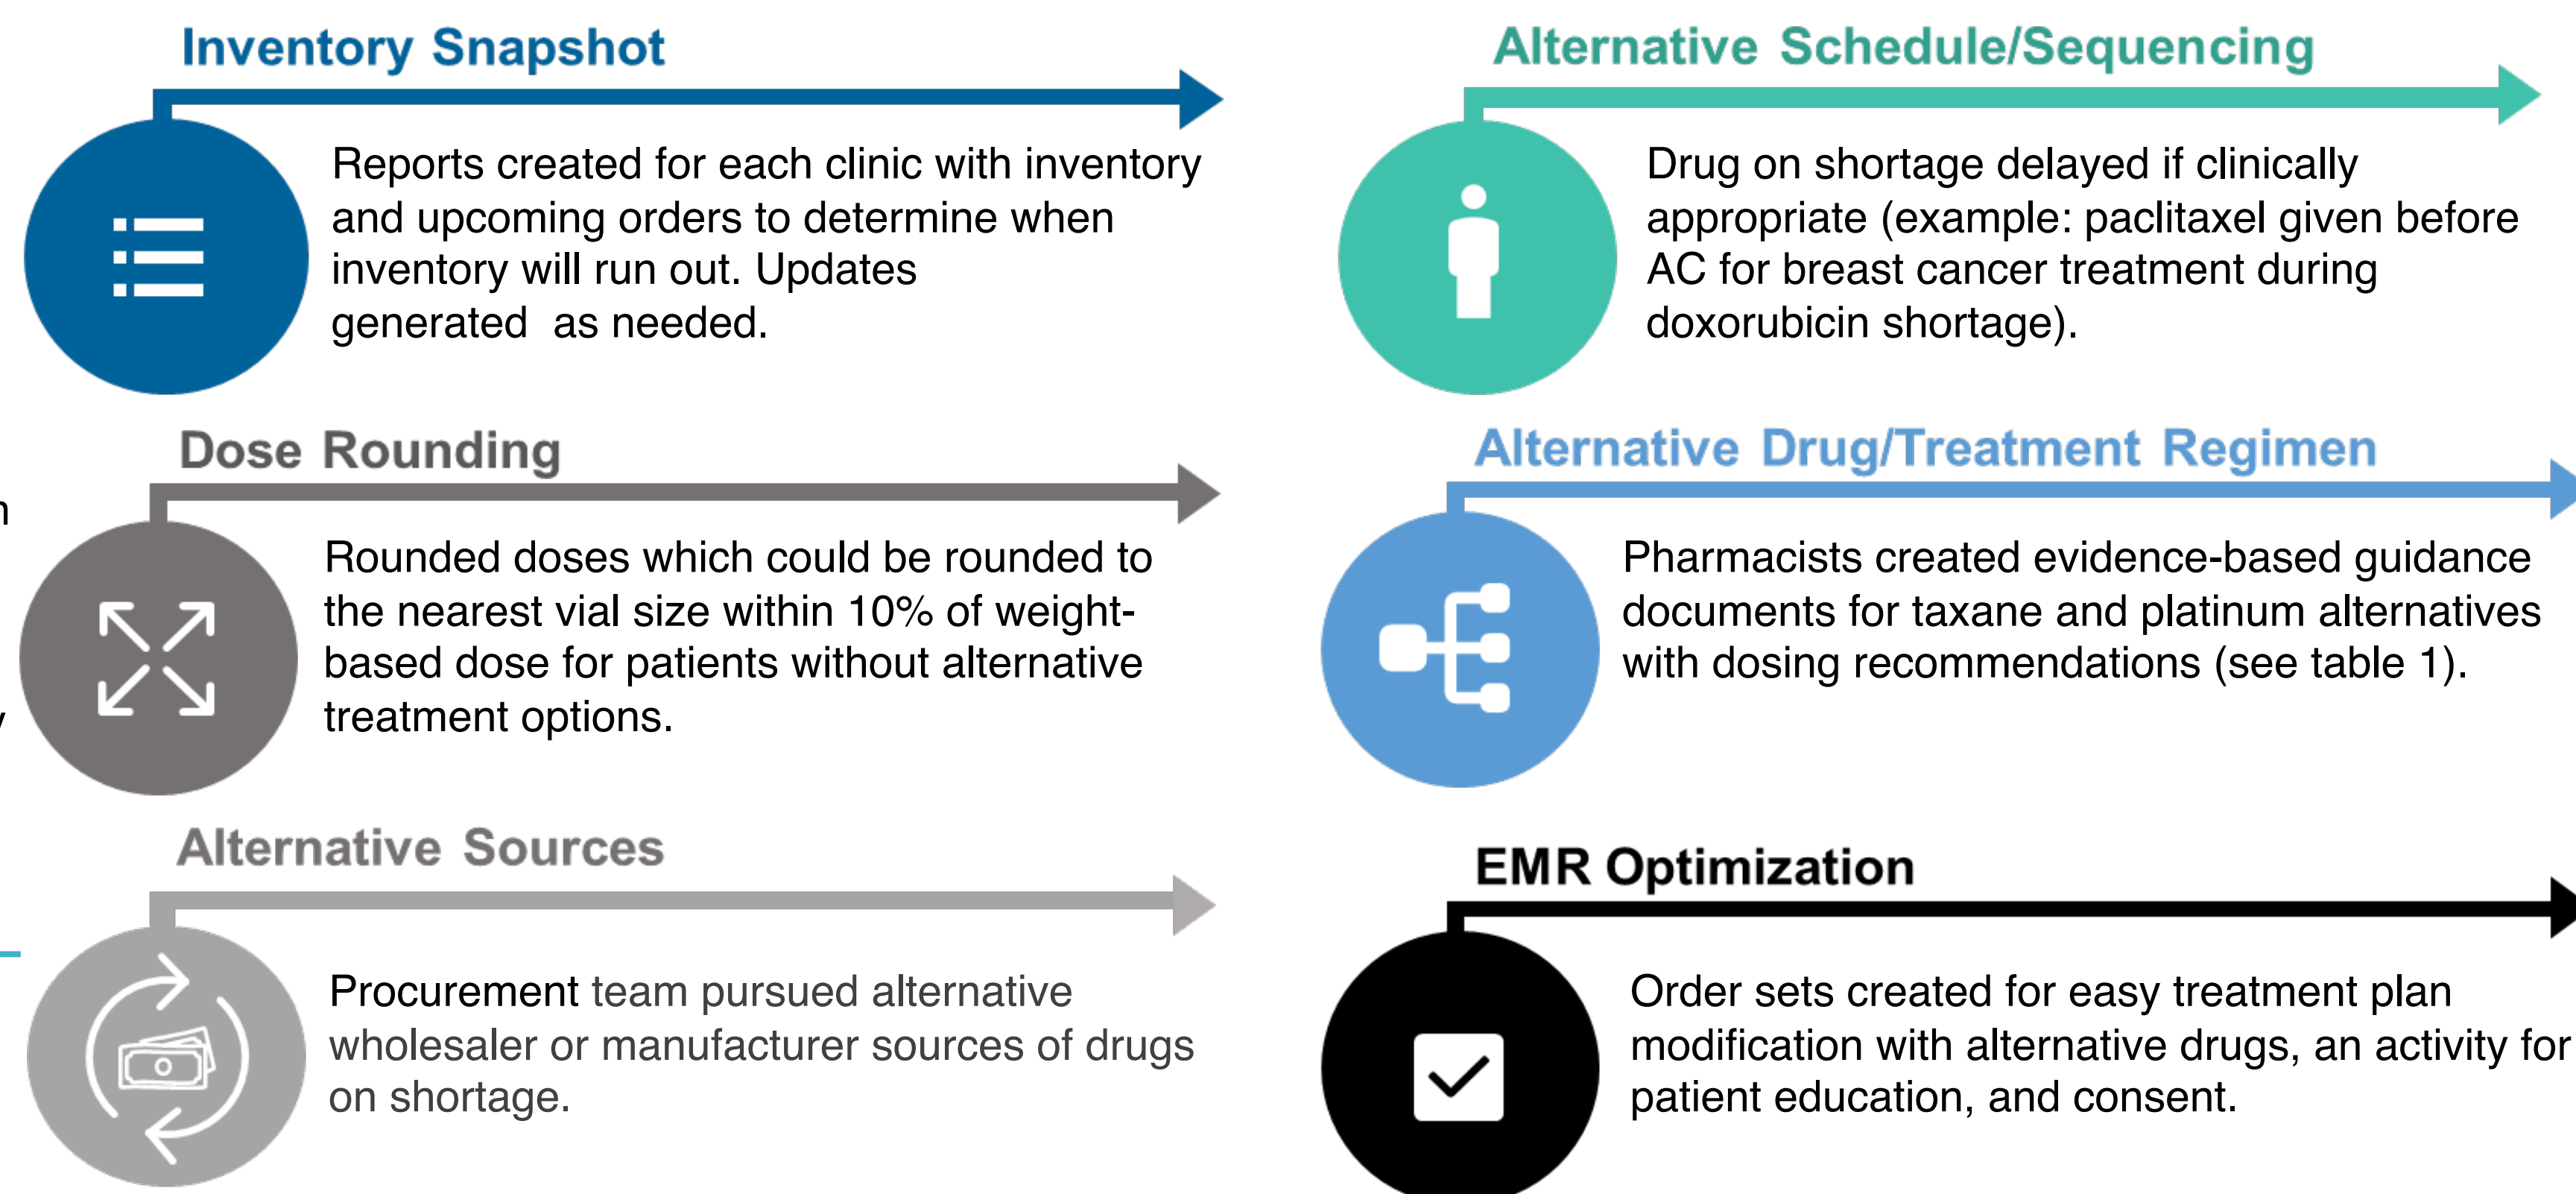 Inventory Snapshot
Reports created for each clinic with inventory
and upcoming orders to determine when
inventory will run out. Updates
generated  as needed.
Dose Rounding
Rounded doses which could be rounded to
the nearest vial size within 10% of weight-
based dose for patients without alternative
treatment options.
Alternative Sources
Procurement team pursued alternative
wholesaler or manufacturer sources of drugs
on shortage.
Alternative Schedule/Sequencing
Drug on shortage delayed if clinically
appropriate (example: paclitaxel given before
AC for breast cancer treatment during
doxorubicin shortage).
Alternative Drug/Treatment Regimen
Pharmacists created evidence-based guidance
documents for taxane and platinum alternatives
with dosing recommendations (see table 1).
EMR Optimization
Order sets created for easy treatment plan
modification with alternative drugs, an activity for
patient education, and consent.